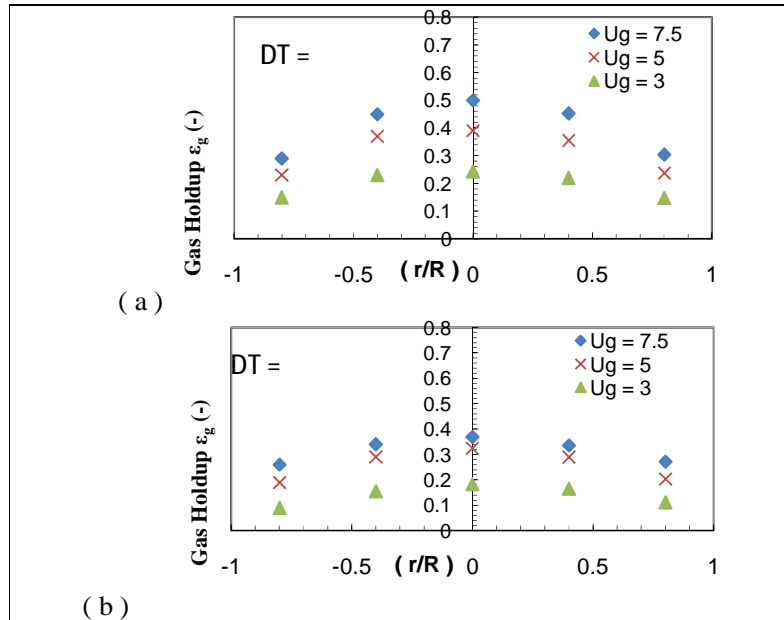 0.8
Ug = 7.5
0.7
DT =
Ug = 5
0.6
Ug = 3
0.5
0.4
0.3
0.2
0.1
0
Gas Holdup εg (-)
-1 -0.5 ( r/R ) 0 0.5 1
( a )
0.8
Ug = 7.5
0.7
DT =
Ug = 5
0.6
Ug = 3
0.5
0.4
0.3
0.2
0.1
0
Gas Holdup εg (-)
-1 -0.5 ( r/R ) 0 0.5 1
( b )